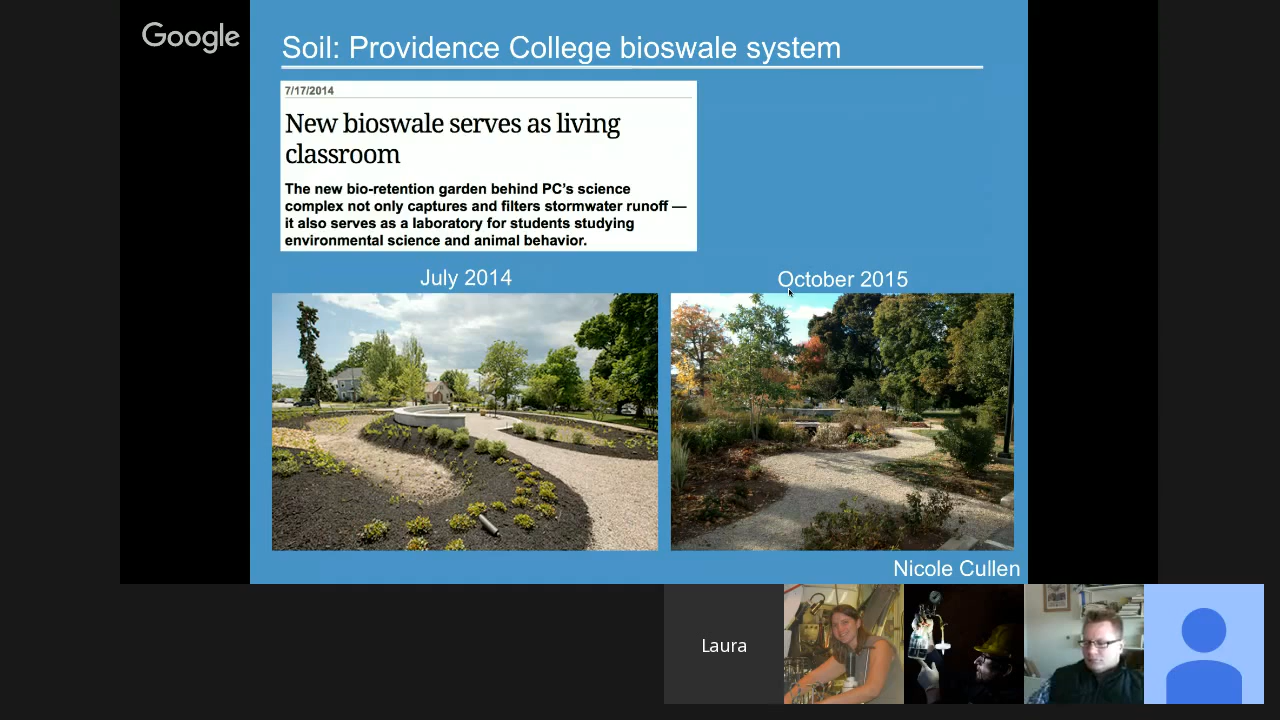 Google
Soil: Providence College bioswale system
7/17/2014
New bioswale serves as living
classroom
The new bio-retention garden behind PC’s science
complex not only captures and filters stormwater runoff —
it also serves as a laboratory for students studying
environmental science and animal behavior.
July 2014
October 2015
Nicole Cullen
Laura